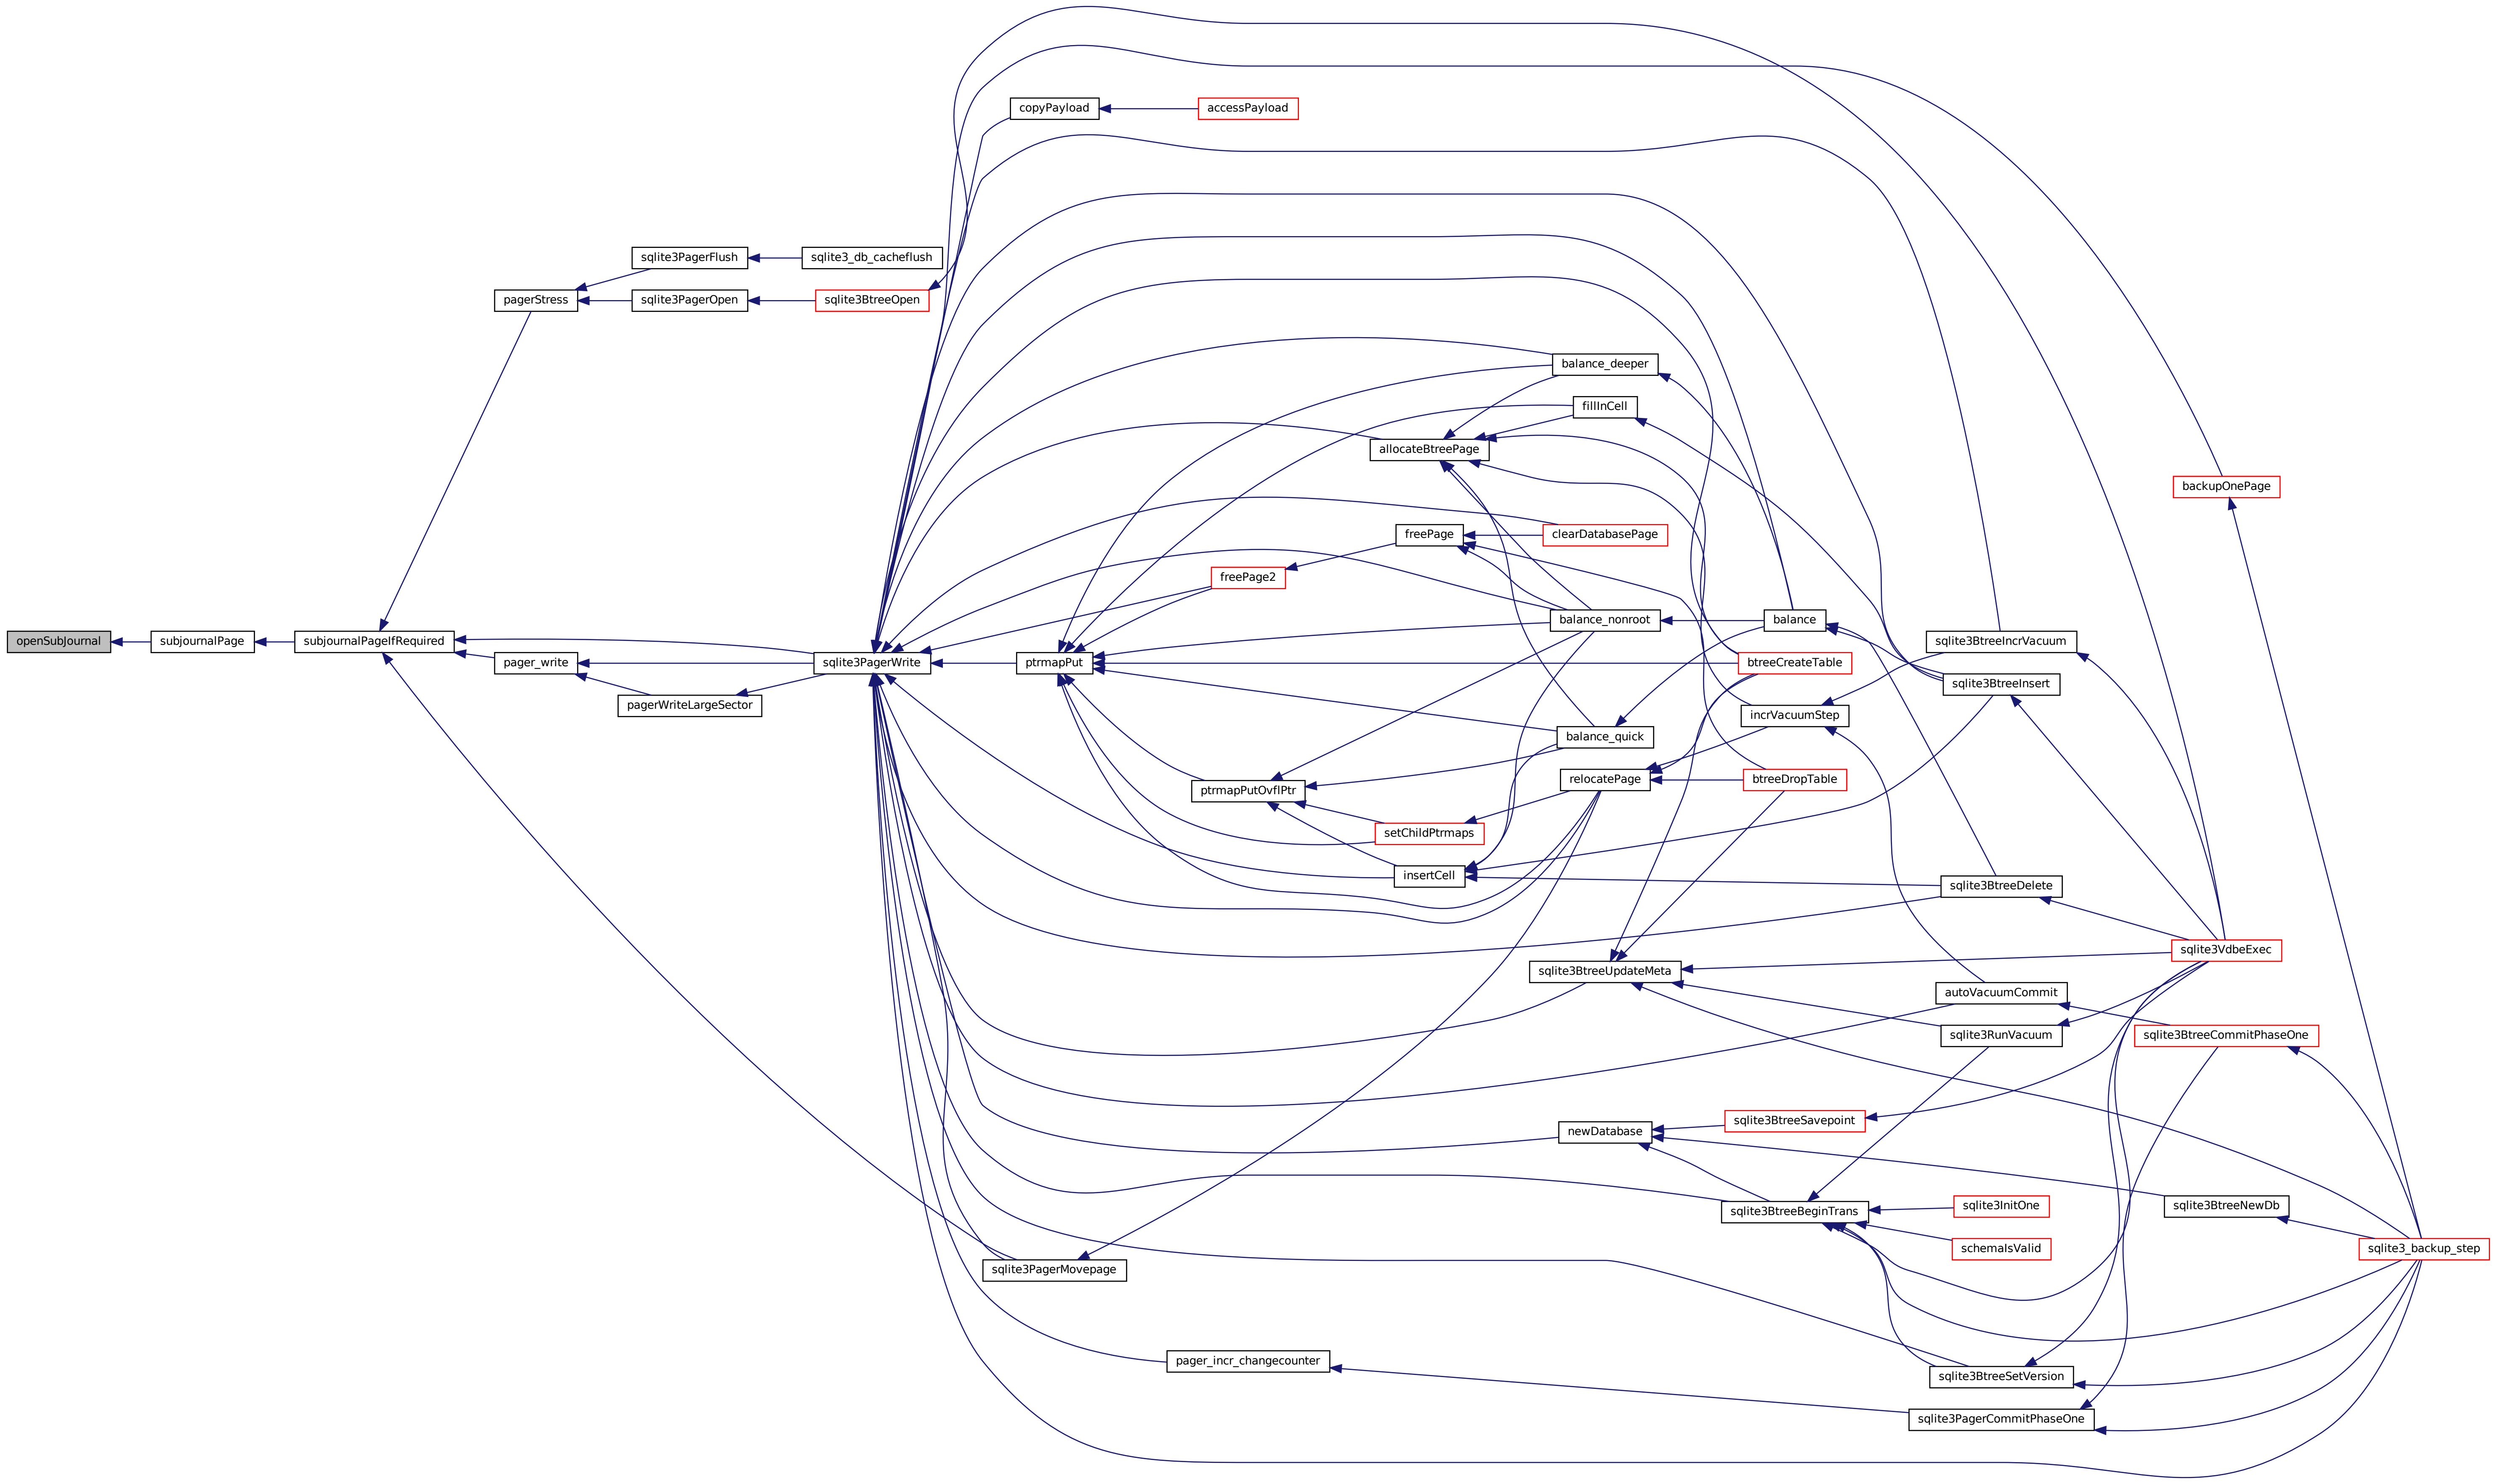 copyPayload
accessPayload
sqlite3PagerFlush
sqlite3_db_cacheflush
pagerStress
sqlite3PagerOpen
sqlite3BtreeOpen
balance_deeper
fillInCell
allocateBtreePage
backupOnePage
freePage
clearDatabasePage
freePage2
openSubJournal
subjournalPage
subjournalPageIfRequired
balance_nonroot
balance
sqlite3BtreeIncrVacuum
pager_write
sqlite3PagerWrite
ptrmapPut
btreeCreateTable
sqlite3BtreeInsert
pagerWriteLargeSector
incrVacuumStep
balance_quick
ptrmapPutOvflPtr
relocatePage
btreeDropTable
setChildPtrmaps
insertCell
sqlite3BtreeDelete
sqlite3VdbeExec
sqlite3BtreeUpdateMeta
autoVacuumCommit
sqlite3RunVacuum
sqlite3BtreeCommitPhaseOne
sqlite3BtreeSavepoint
newDatabase
sqlite3BtreeBeginTrans
sqlite3InitOne
sqlite3BtreeNewDb
schemaIsValid
sqlite3_backup_step
sqlite3PagerMovepage
pager_incr_changecounter
sqlite3BtreeSetVersion
sqlite3PagerCommitPhaseOne